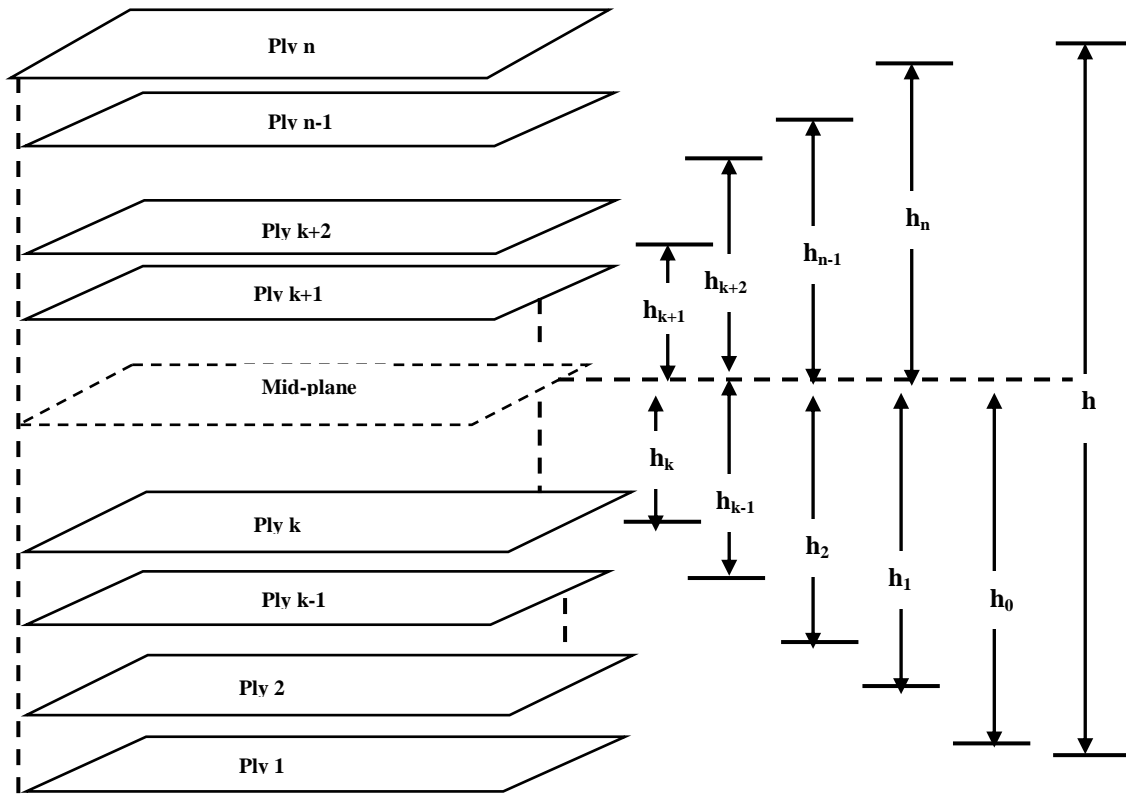 Ply n
Ply n-1
Ply k+2
Ply k+1
Mid-plane
Ply k
Ply k-1
Ply 2
Ply 1
hk+1
hk+2
hn-1
hn
h
hk
hk-1
h2
h1
h0